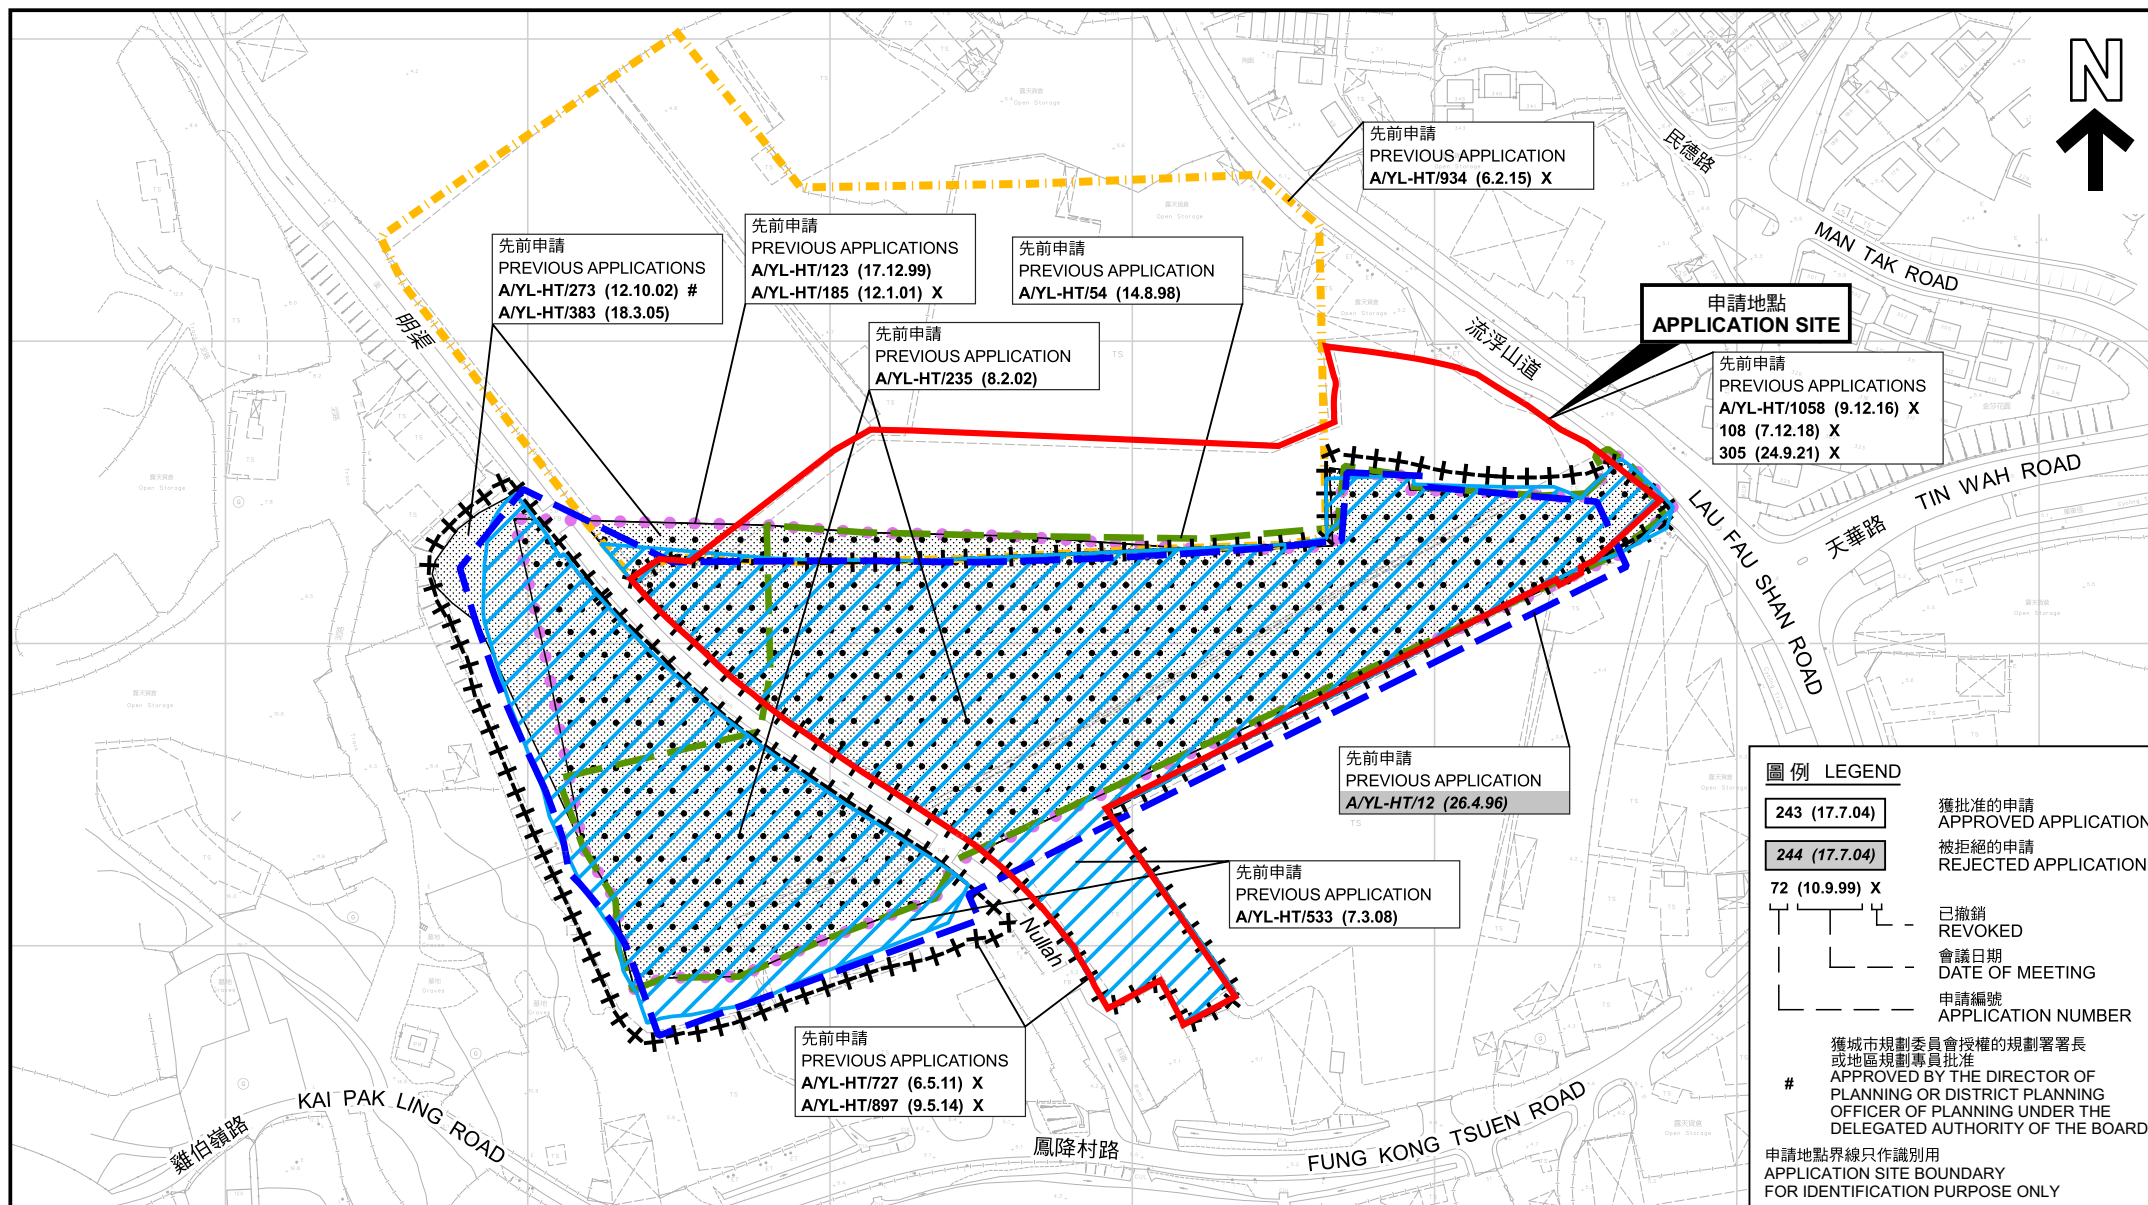 N
先前申請
PREVIOUS APPLICATION
A/YL-HT/934 (6.2.15) X
民德路
MAN TAK ROAD
先前申請
PREVIOUS APPLICATIONS
A/YL-HT/273 (12.10.02) #
A/YL-HT/383 (18.3.05)
先前申請
PREVIOUS APPLICATIONS
A/YL-HT/123 (17.12.99)
A/YL-HT/185 (12.1.01) X
先前申請
PREVIOUS APPLICATION
A/YL-HT/54 (14.8.98)
先前申請
PREVIOUS APPLICATION
A/YL-HT/235 (8.2.02)
申請地點
APPLICATION SITE
先前申請
PREVIOUS APPLICATIONS
A/YL-HT/1058 (9.12.16) X
108 (7.12.18) X
305 (24.9.21) X
明渠
流浮山道
LAU FAU SHAN ROAD
天華路 TIN WAH ROAD
先前申請
PREVIOUS APPLICATION
A/YL-HT/12 (26.4.96)
先前申請
PREVIOUS APPLICATION
A/YL-HT/533 (7.3.08)
Nullah
先前申請
PREVIOUS APPLICATIONS
A/YL-HT/727 (6.5.11) X
A/YL-HT/897 (9.5.14) X
雞伯嶺路
KAI PAK LING ROAD
鳳降村路
FUNG KONG TSUEN ROAD
圖例 LEGEND
243 (17.7.04)
獲批准的申請
APPROVED APPLICATION
244 (17.7.04)
被拒絕的申請
REJECTED APPLICATION
72 (10.9.99) X
已撤銷
REVOKED
會議日期
DATE OF MEETING
申請編號
APPLICATION NUMBER
#
獲城市規劃委員會授權的規劃署署長
或地區規劃專員批准
APPROVED BY THE DIRECTOR OF
PLANNING OR DISTRICT PLANNING
OFFICER OF PLANNING UNDER THE
DELEGATED AUTHORITY OF THE BOARD
申請地點界線只作識別用
APPLICATION SITE BOUNDARY
FOR IDENTIFICATION PURPOSE ONLY